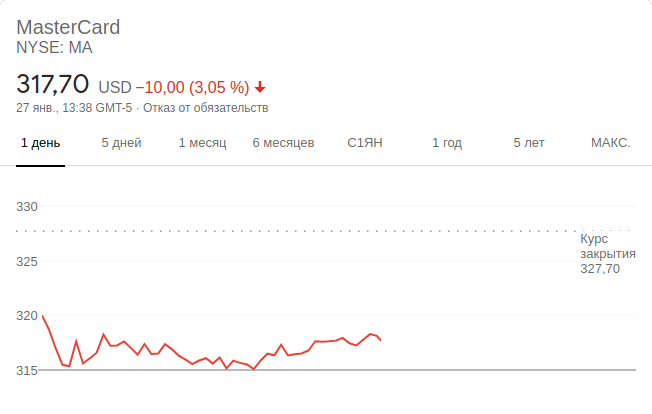 MasterCard
NYSE: MA
317,70 USD −10,00 (3,05 %)
27 янв., 13:38 GMT-5 · Отказ от обязательств
1 день 5 дней 1 месяц 6 месяцев С1ЯН 1 год 5 лет МАКС.
330
Курс
закрытия
327,70
325
320
315